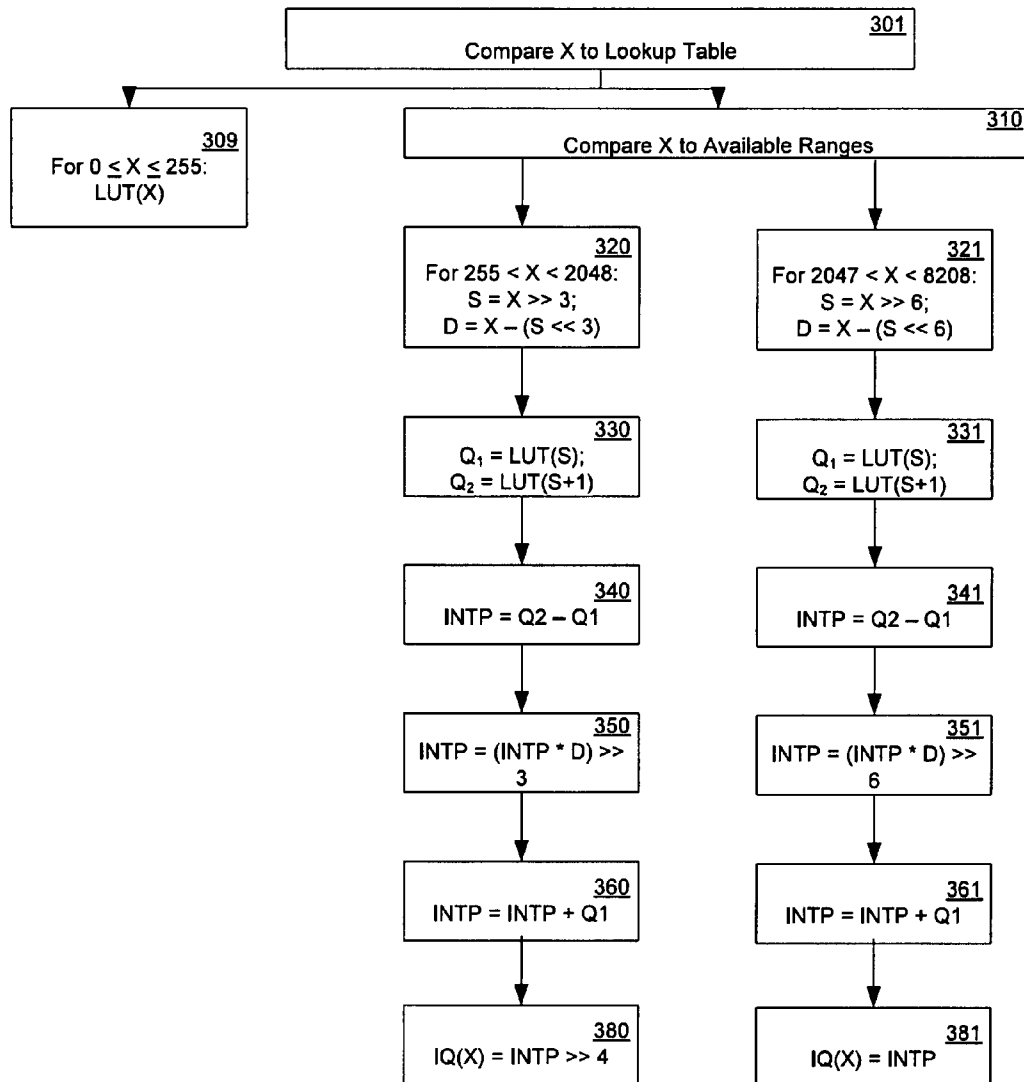 301
Compare X to Lookup Table
309
For 0 ≤ X ≤ 255:
LUT(X)
310
Compare X to Available Ranges
320
For 255 < X < 2048:
S = X >> 3;
D = X – (S << 3)
321
For 2047 < X < 8208:
S = X >> 6;
D = X – (S << 6)
330
Q₁ = LUT(S);
Q₂ = LUT(S+1)
331
Q₁ = LUT(S);
Q₂ = LUT(S+1)
340
INTP = Q2 – Q1
341
INTP = Q2 – Q1
350
INTP = (INTP * D) >>
3
351
INTP = (INTP * D) >>
6
360
INTP = INTP + Q1
361
INTP = INTP + Q1
380
IQ(X) = INTP >> 4
381
IQ(X) = INTP